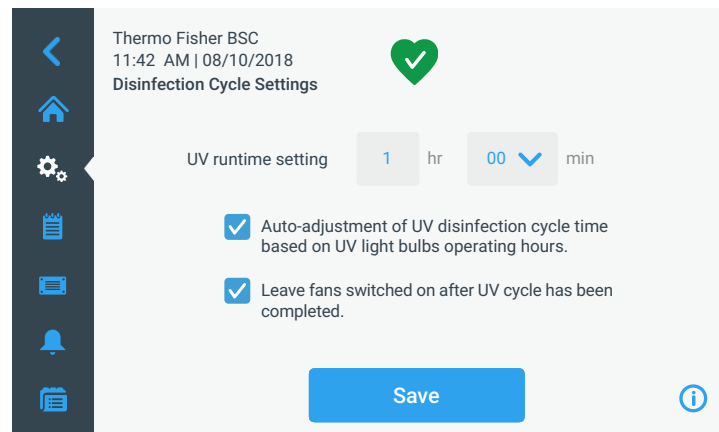 Thermo Fisher BSC
11:42 AM | 08/10/2018
Disinfection Cycle Settings
UV runtime setting 1 hr 00 min
Auto-adjustment of UV disinfection cycle time
based on UV light bulbs operating hours.
Leave fans switched on after UV cycle has been
completed.
Save